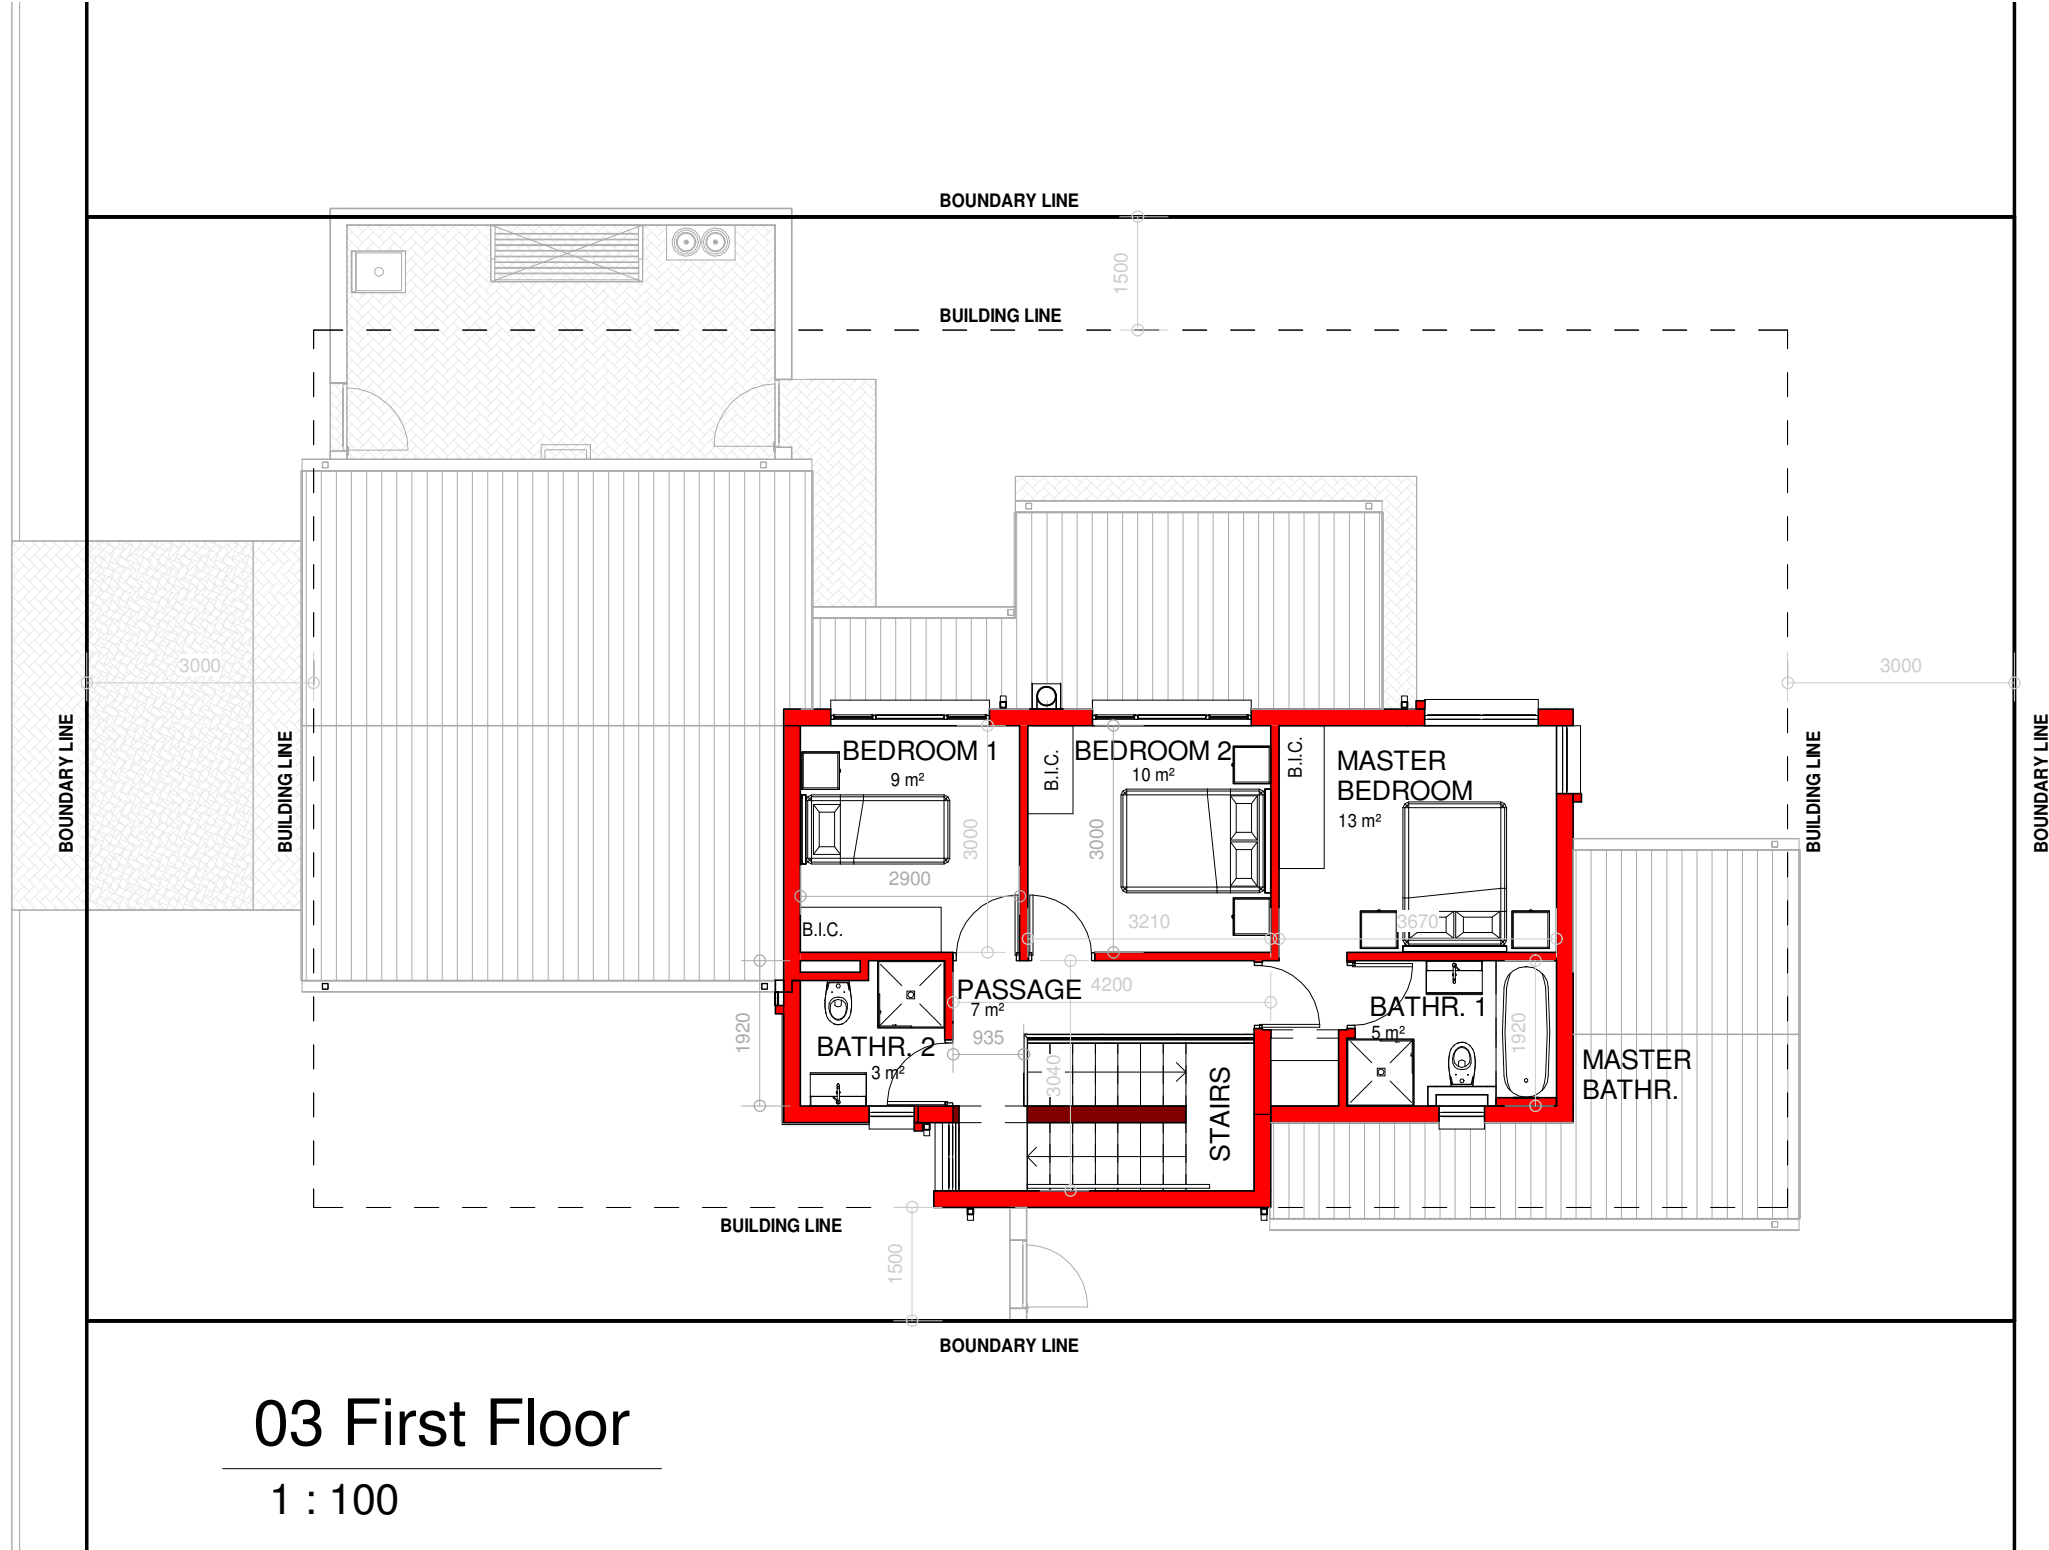 BOUNDARY LINE
1500
BUILDING LINE
3000
3000
BOUNDARY LINE
BUILDING LINE
BUILDING LINE
BOUNDARY LINE
BEDROOM 1
9 m²
B.I.C.
BEDROOM 2
10 m²
B.I.C.
MASTER
BEDROOM
13 m²
3000
3000
2900
3210
3670
B.I.C.
PASSAGE
7 m²
4200
935
3040
1920
BATHR. 2
3 m²
BATHR. 1
5 m²
1920
MASTER
BATHR.
STAIRS
BUILDING LINE
1500
BOUNDARY LINE
03 First Floor
1 : 100